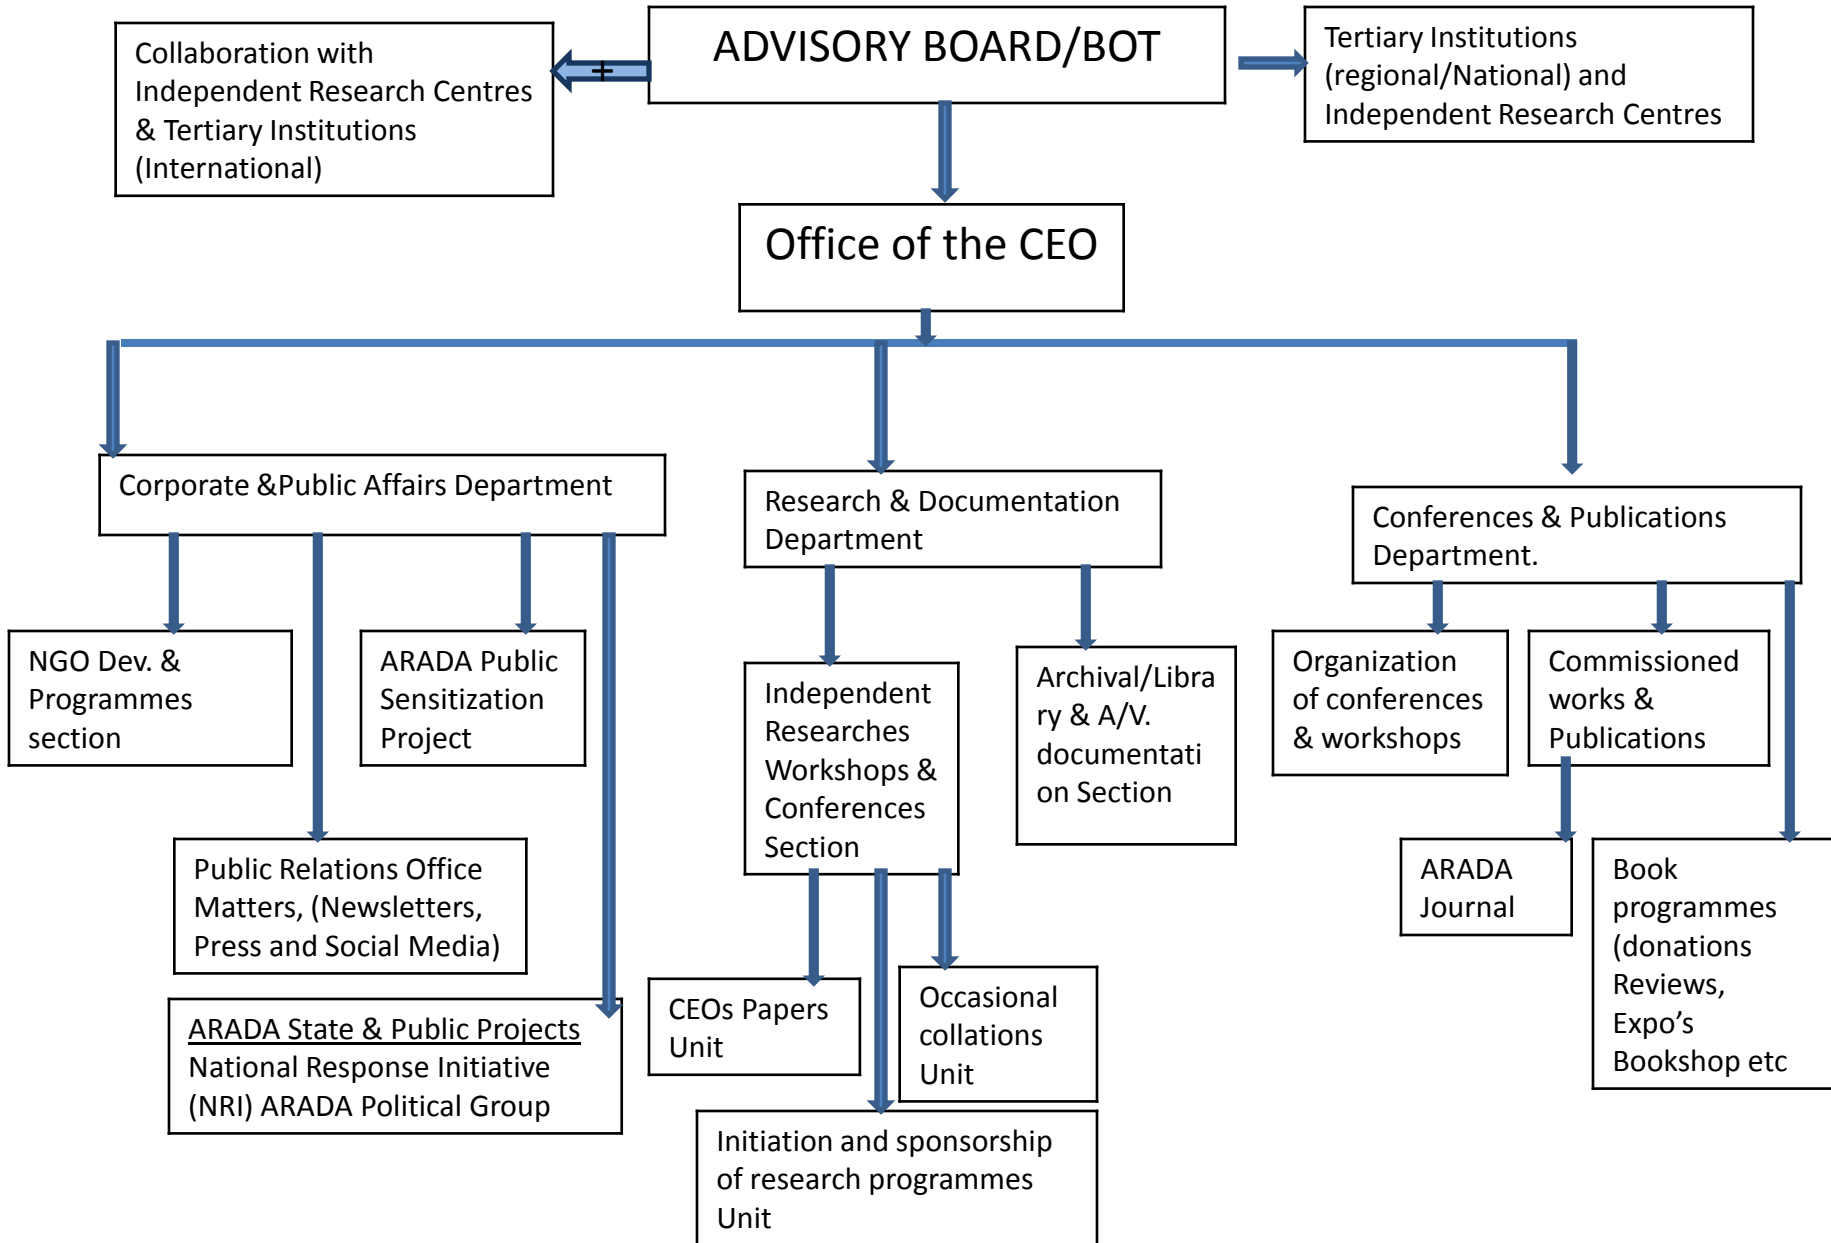 ADVISORY BOARD/BOT
Collaboration with
Independent Research Centres
& Tertiary Institutions
(International)
+
Tertiary Institutions
(regional/National) and
Independent Research Centres
Office of the CEO
Corporate &Public Affairs Department
Research & Documentation
Department
Conferences & Publications
Department.
NGO Dev. &
Programmes
section
ARADA Public
Sensitization
Project
Public Relations Office
Matters, (Newsletters,
Press and Social Media)
ARADA State & Public Projects
National Response Initiative
(NRI) ARADA Political Group
Independent
Researches
Workshops &
Conferences
Section
Archival/Libra
ry & A/V.
documentati
on Section
CEOs Papers
Unit
Occasional
collations
Unit
Initiation and sponsorship
of research programmes
Unit
Organization
of conferences
& workshops
Commissioned
works &
Publications
ARADA
Journal
Book
programmes
(donations
Reviews,
Expo's
Bookshop etc